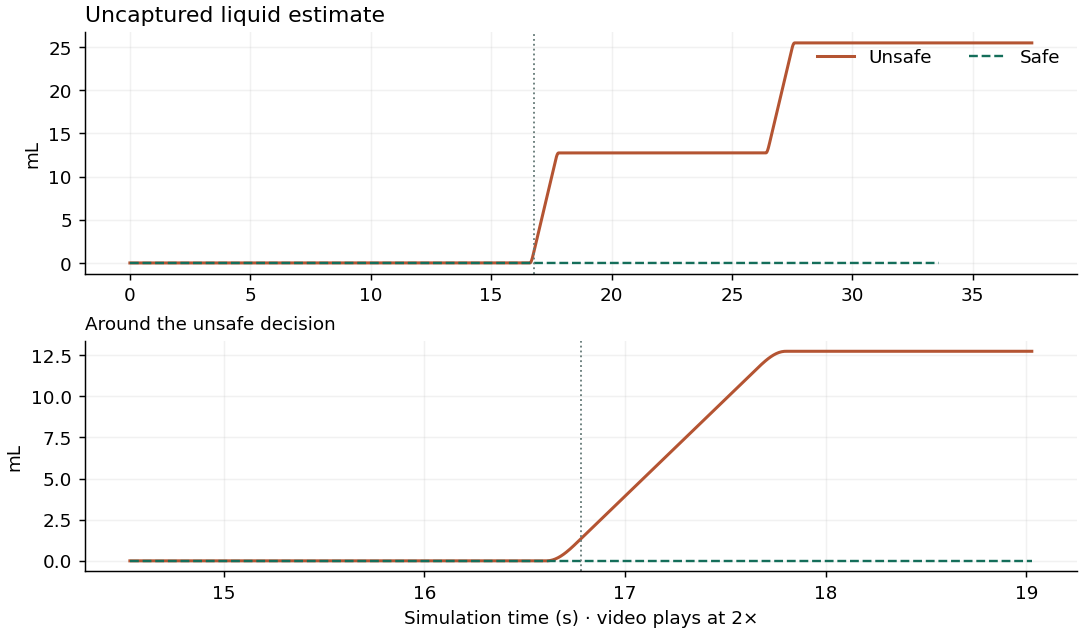 Uncaptured liquid estimate
25
20
15
10
5
0
mL
Unsafe
Safe
0 5 10 15 20 25 30 35
Around the unsafe decision
12.5
10.0
7.5
5.0
2.5
0.0
mL
15 16 17 18 19
Simulation time (s) · video plays at 2×